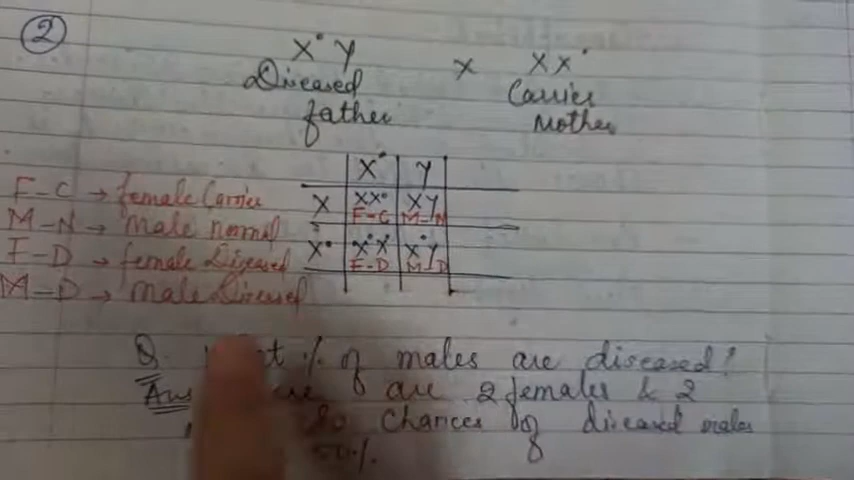 2
X• Y x XX•
Diseased Carrier
father Mother
X• Y
F-C → female Carrier X XX• XY
F-C M-N
M-N → Male normal
F-D → female Diseased X• X•X• X•Y
F-D M-D
M-D → Male Diseased
Q. % of males are diseased?
Ans are 2 females & 2
So Chances of diseased males
50%.